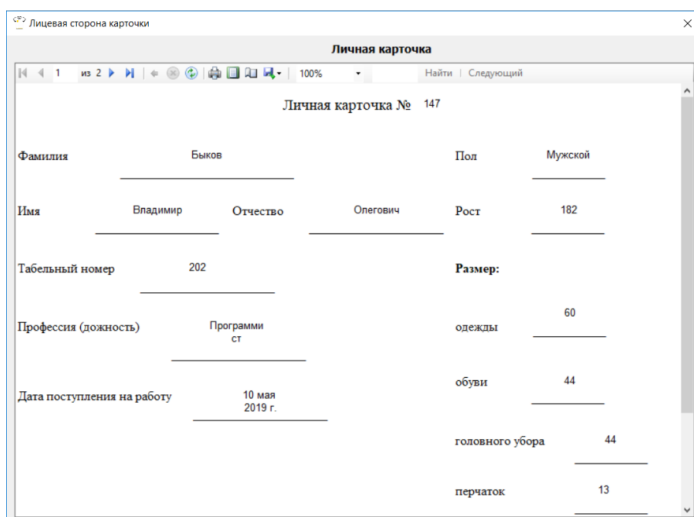 Лицевая сторона карточки
Личная карточка
1 из 2 100% Найти | Следующий
Личная карточка № 147
Фамилия Быков Пол Мужской
Имя Владимир Отчество Олегович Рост 182
Табельный номер 202 Размер:
одежды 60
Профессия (дожность) Программи
ст
обуви 44
Дата поступления на работу 10 мая
2019 г.
головного убора 44
перчаток 13